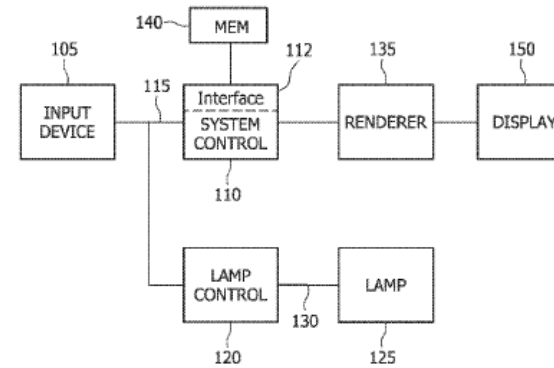 140
MEM
105
112
135
150
INPUT
DEVICE
115
Interface
SYSTEM
CONTROL
RENDERER
DISPLAY
110
LAMP
CONTROL
LAMP
130
120
125